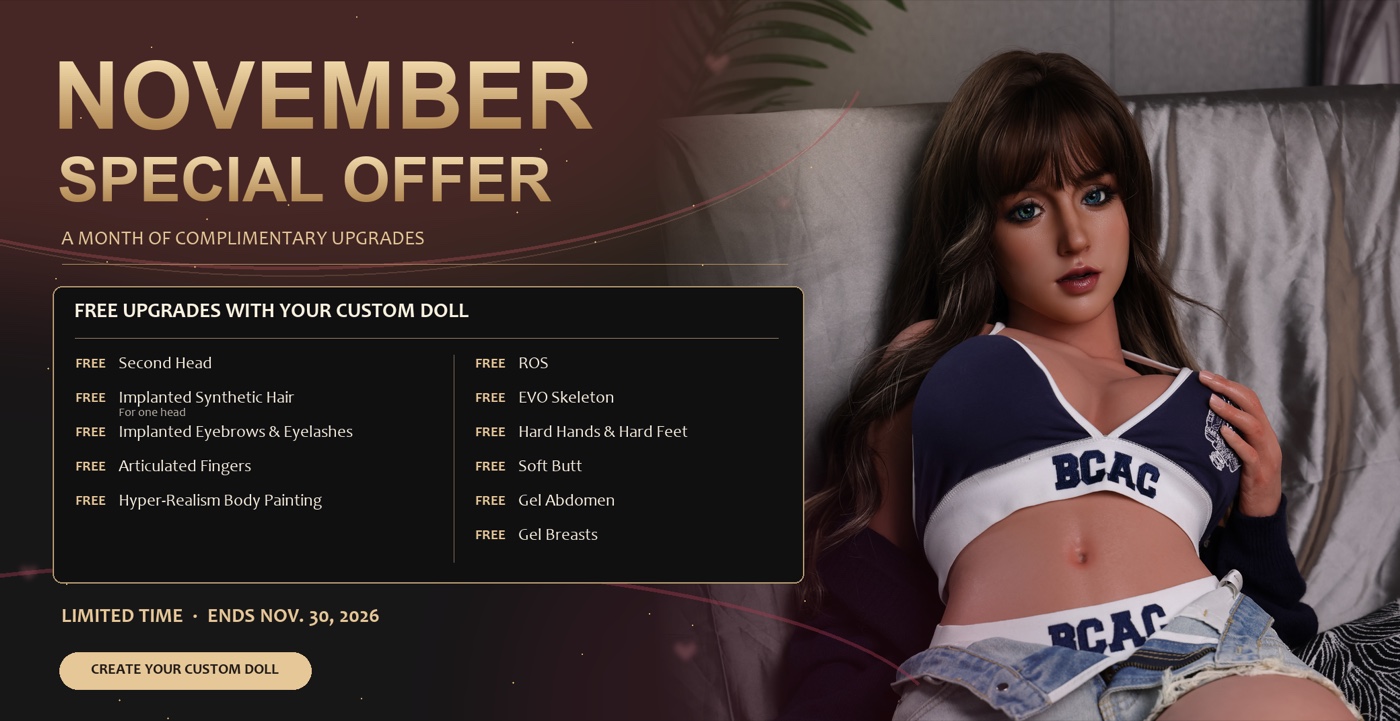 NOVEMBER
SPECIAL OFFER
A MONTH OF COMPLIMENTARY UPGRADES
FREE UPGRADES WITH YOUR CUSTOM DOLL
FREE Second Head
FREE Implanted Synthetic Hair
For one head
FREE Implanted Eyebrows & Eyelashes
FREE Articulated Fingers
FREE Hyper-Realism Body Painting
FREE ROS
FREE EVO Skeleton
FREE Hard Hands & Hard Feet
FREE Soft Butt
FREE Gel Abdomen
FREE Gel Breasts
LIMITED TIME · ENDS NOV. 30, 2026
CREATE YOUR CUSTOM DOLL
BCAC
BCAC